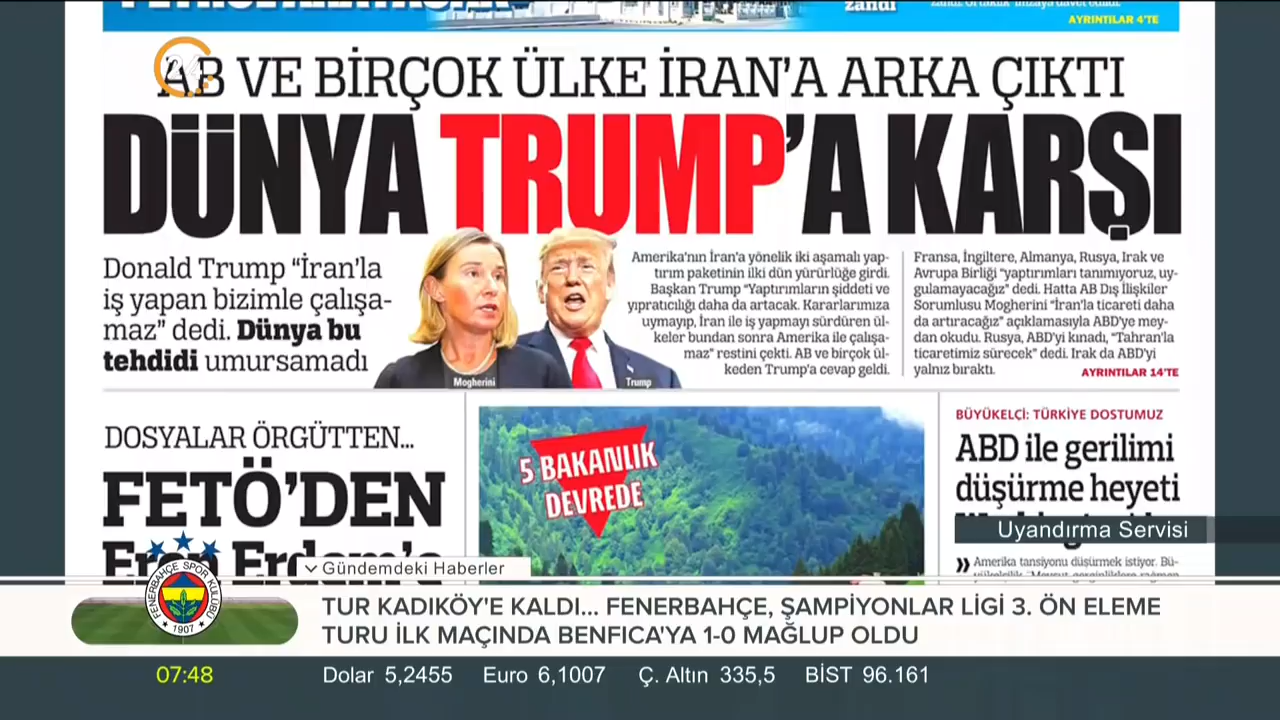 zandı
AYRINTILAR 4'TE
24
AB VE BİRÇOK ÜLKE İRAN'A ARKA ÇIKTI
DÜNYA TRUMP'A KARŞI
Donald Trump “İran'la
iş yapan bizimle çalışa-
maz” dedi. Dünya bu
tehdidi umursamadı
Mogherini
Trump
Amerika'nın İran'a yönelik iki aşamalı yap-
tırım paketinin ilki dün yürürlüğe girdi.
Başkan Trump “Yaptırımların şiddeti ve
yıpratıcılığı daha da artacak. Kararlarımıza
uymayıp, İran ile iş yapmayı sürdüren ül-
keler bundan sonra Amerika ile çalışa-
maz” restini çekti. AB ve birçok ül-
keden Trump'a cevap geldi.
Fransa, İngiltere, Almanya, Rusya, Irak ve
Avrupa Birliği “yaptırımları tanımıyoruz, uy-
gulamayacağız” dedi. Hatta AB Dış İlişkiler
Sorumlusu Mogherini “İran'la ticareti daha
da artıracağız” açıklamasıyla ABD'ye mey-
dan okudu. Rusya, ABD'yi kınadı, “Tahran'la
ticaretimiz sürecek” dedi. Irak da ABD'yi
yalnız bıraktı.
AYRINTILAR 14'TE
DOSYALAR ÖRGÜTTEN...
FETÖ'DEN
Eren Erdem'e
5 BAKANLIK
DEVREDE
BÜYÜKELÇİ: TÜRKİYE DOSTUMUZ
ABD ile gerilimi
düşürme heyeti
Uyandırma Servisi
» Amerika tansiyonu düşürmek istiyor. Bü-
Gündemdeki Haberler
FENERBAHÇE SPOR KULÜBÜ
1907
TUR KADIKÖY'E KALDI... FENERBAHÇE, ŞAMPİYONLAR LİGİ 3. ÖN ELEME
TURU İLK MAÇINDA BENFICA'YA 1-0 MAĞLUP OLDU
07:48 Dolar 5,2455 Euro 6,1007 Ç. Altın 335,5 BİST 96.161